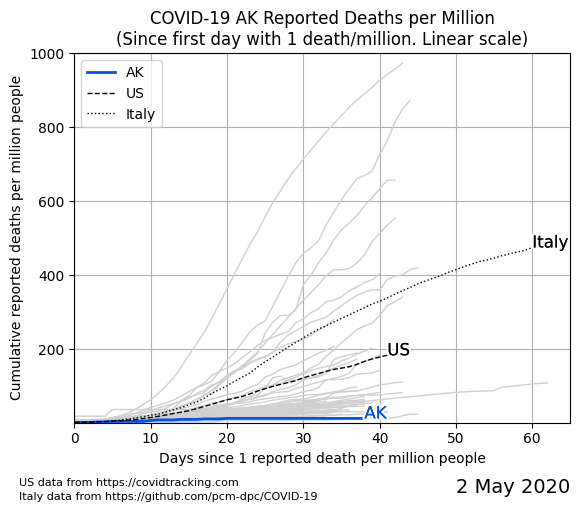 COVID-19 AK Reported Deaths per Million
(Since first day with 1 death/million. Linear scale)
Cumulative reported deaths per million people
1000
800
600
400
200
AK
US
Italy
Italy
US
AK
0
10
20
30
40
50
60
Days since 1 reported death per million people
US data from https://covidtracking.com
Italy data from https://github.com/pcm-dpc/COVID-19
2 May 2020